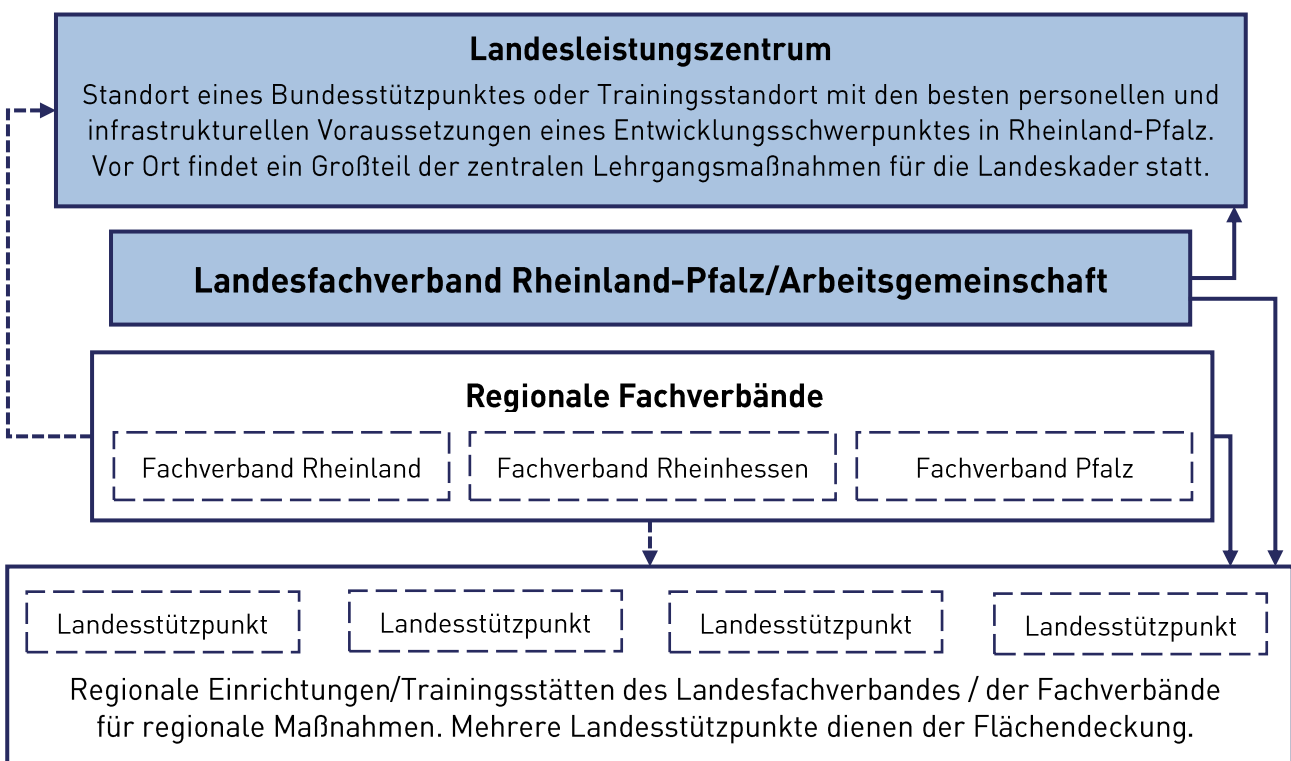 Landesleistungszentrum
Standort eines Bundesstützpunktes oder Trainingsstandort mit den besten personellen und
infrastrukturellen Voraussetzungen eines Entwicklungsschwerpunktes in Rheinland-Pfalz.
Vor Ort findet ein Großteil der zentralen Lehrgangsmaßnahmen für die Landeskader statt.
Landesfachverband Rheinland-Pfalz/Arbeitsgemeinschaft
Regionale Fachverbände
Fachverband Rheinland
Fachverband Rheinhessen
Fachverband Pfalz
Landesstützpunkt
Landesstützpunkt
Landesstützpunkt
Landesstützpunkt
Regionale Einrichtungen/Trainingsstätten des Landesfachverbandes / der Fachverbände
für regionale Maßnahmen. Mehrere Landesstützpunkte dienen der Flächendeckung.